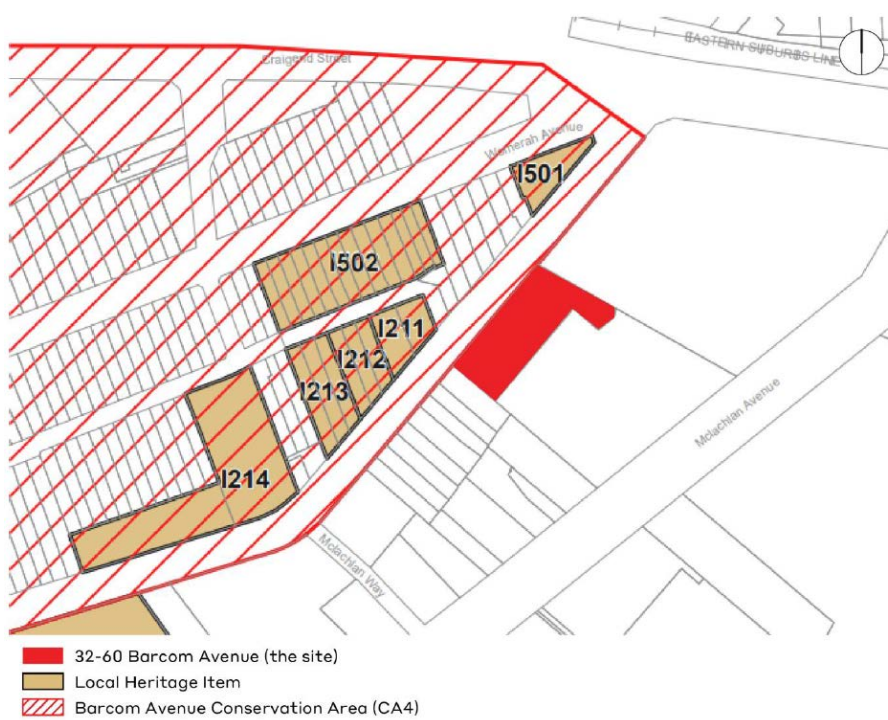 EASTERN SUBURBS LINE
Craigend Street
Womerah Avenue
I501
I502
I211
I212
I213
Mclachlan Avenue
I214
Mclachlan Way
32-60 Barcom Avenue (the site)
Local Heritage Item
Barcom Avenue Conservation Area (CA4)